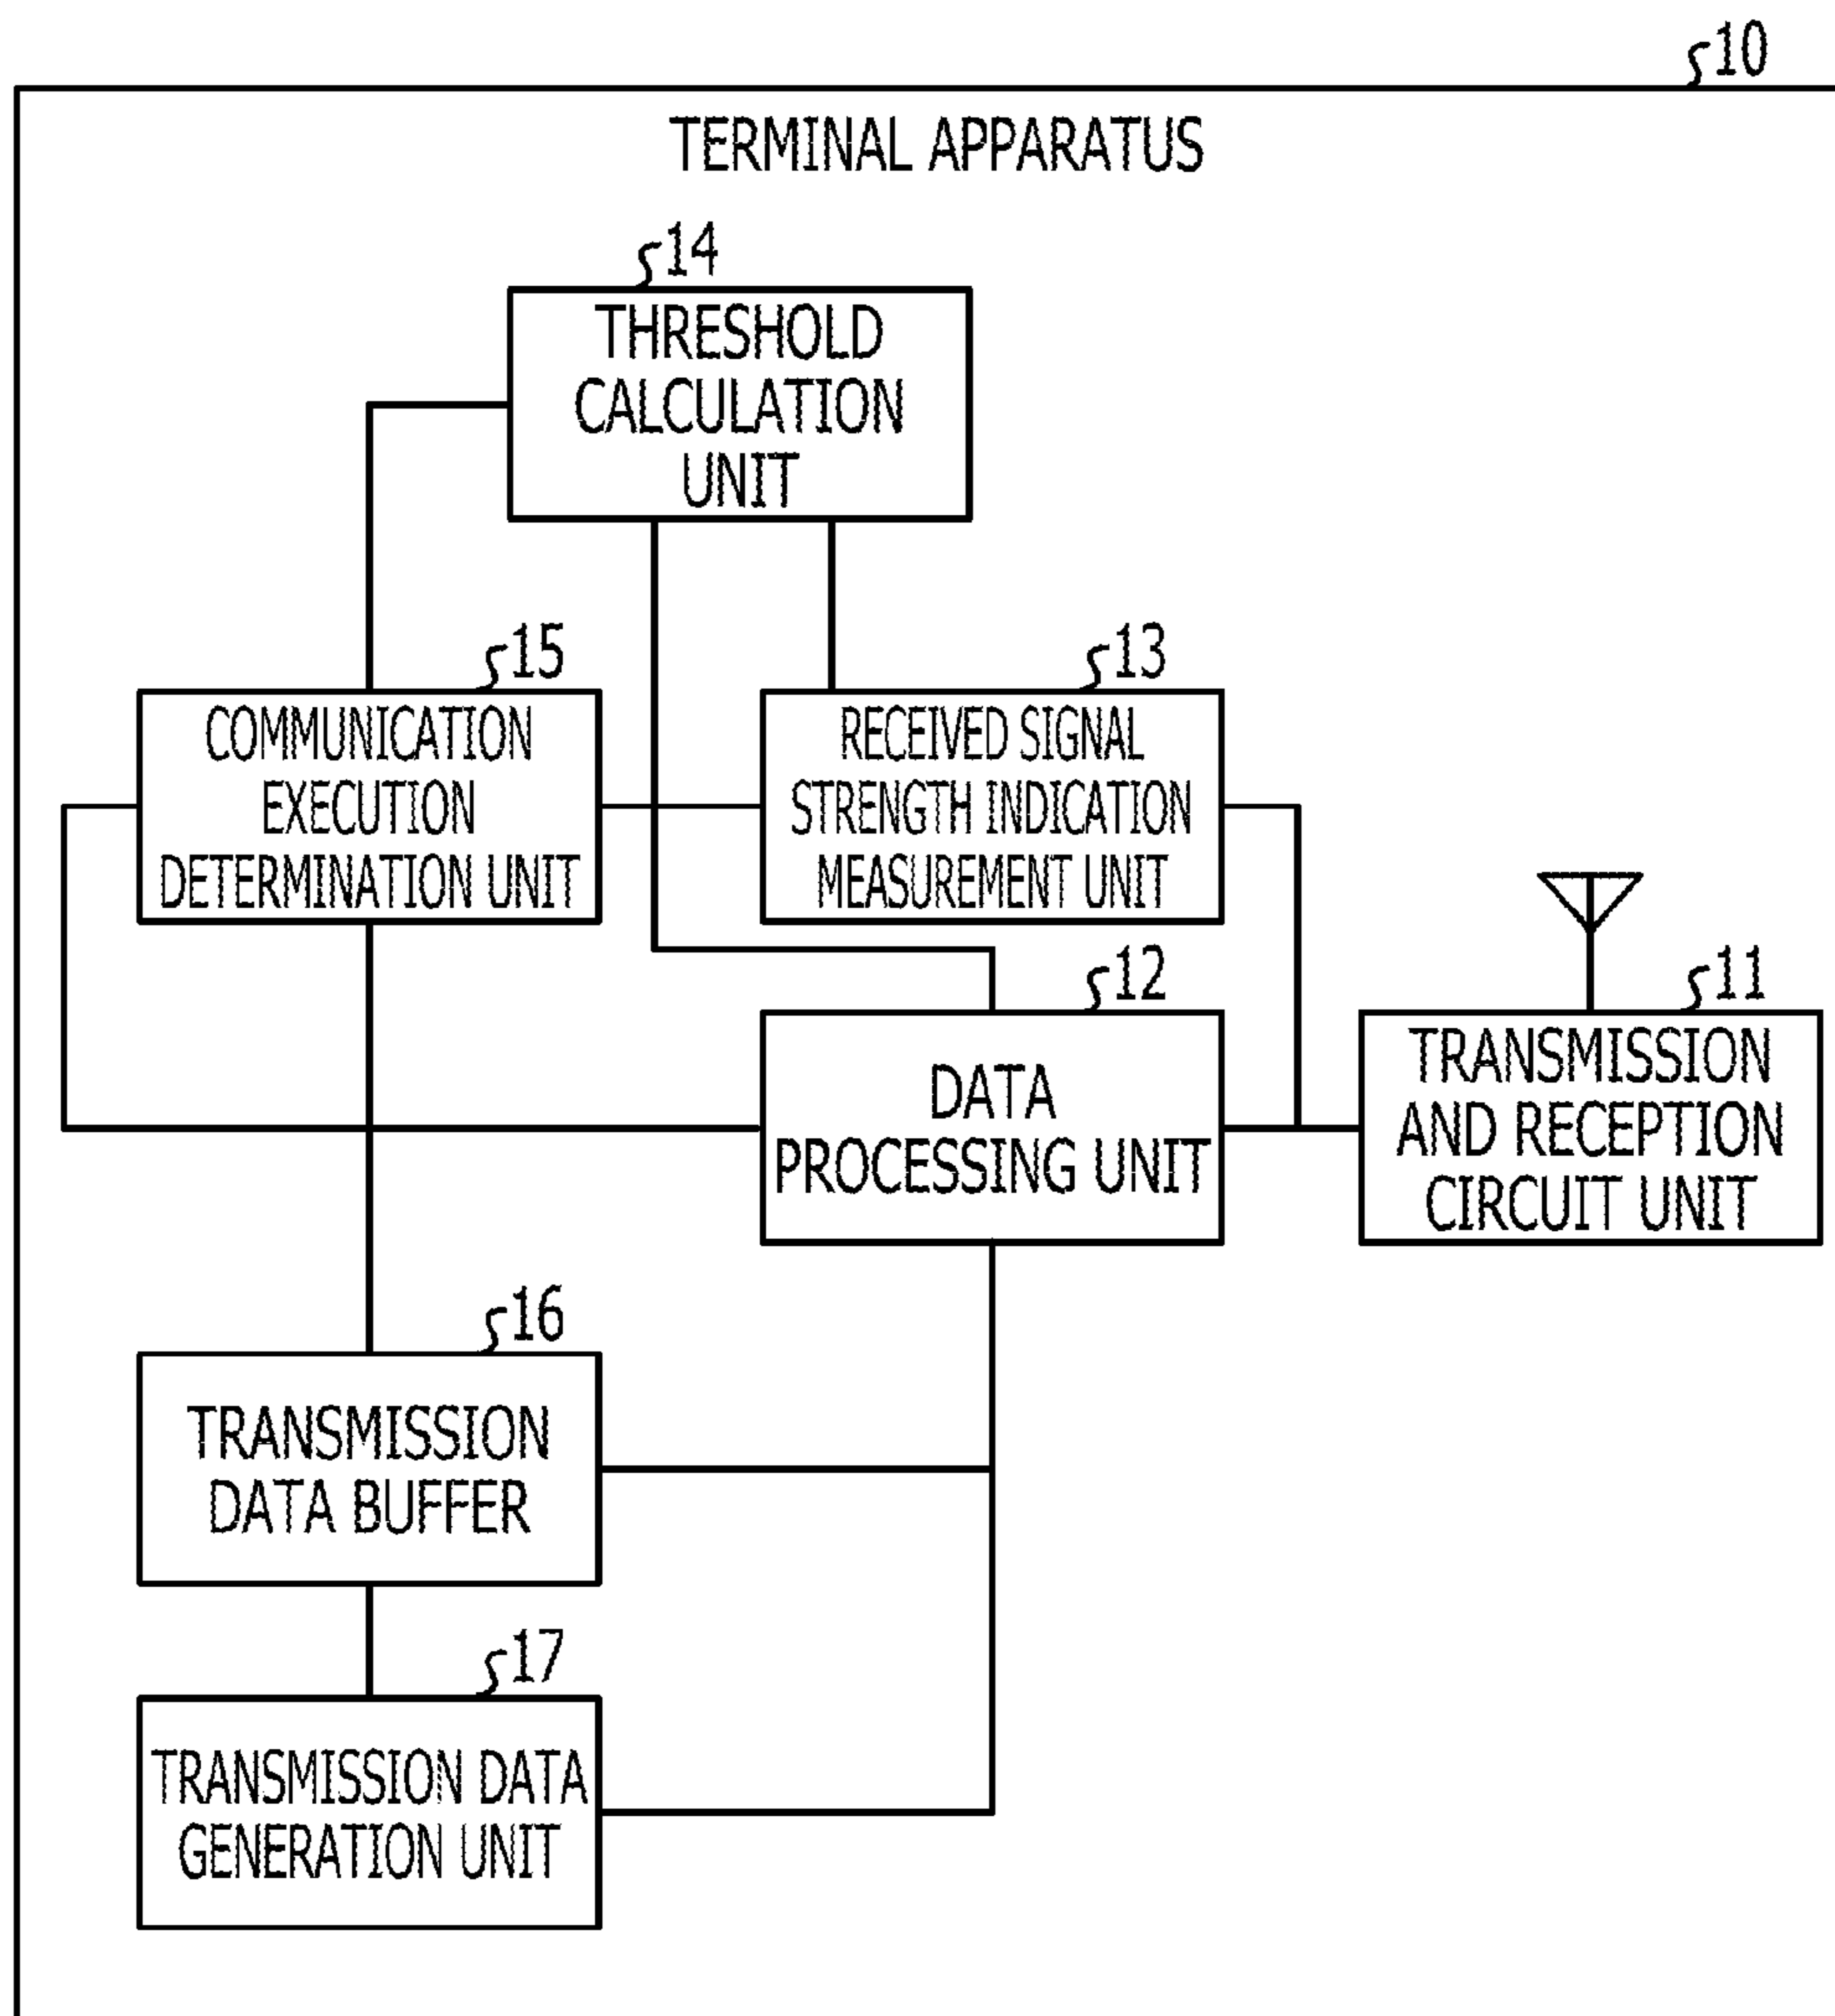 10
TERMINAL APPARATUS
14
THRESHOLD
CALCULATION
UNIT
15
COMMUNICATION
EXECUTION
DETERMINATION UNIT
13
RECEIVED SIGNAL
STRENGTH INDICATION
MEASUREMENT UNIT
12
DATA
PROCESSING UNIT
11
TRANSMISSION
AND RECEPTION
CIRCUIT UNIT
16
TRANSMISSION
DATA BUFFER
17
TRANSMISSION DATA
GENERATION UNIT